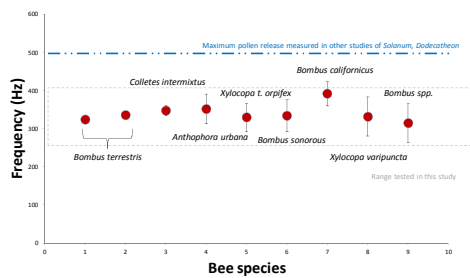 600
Maximum pollen release measured in other studies of Solanum, Dodecatheon
500
Colletes intermixtus
Bombus californicus
Xylocopa t. orpifex
Bombus spp.
400
300
Anthophora urbana
Bombus sonorous
Bombus terrestris
Xylocopa varipuncta
Range tested in this study
200
100
0
0 1 2 3 4 5 6 7 8 9 10
Frequency (Hz)
Bee species